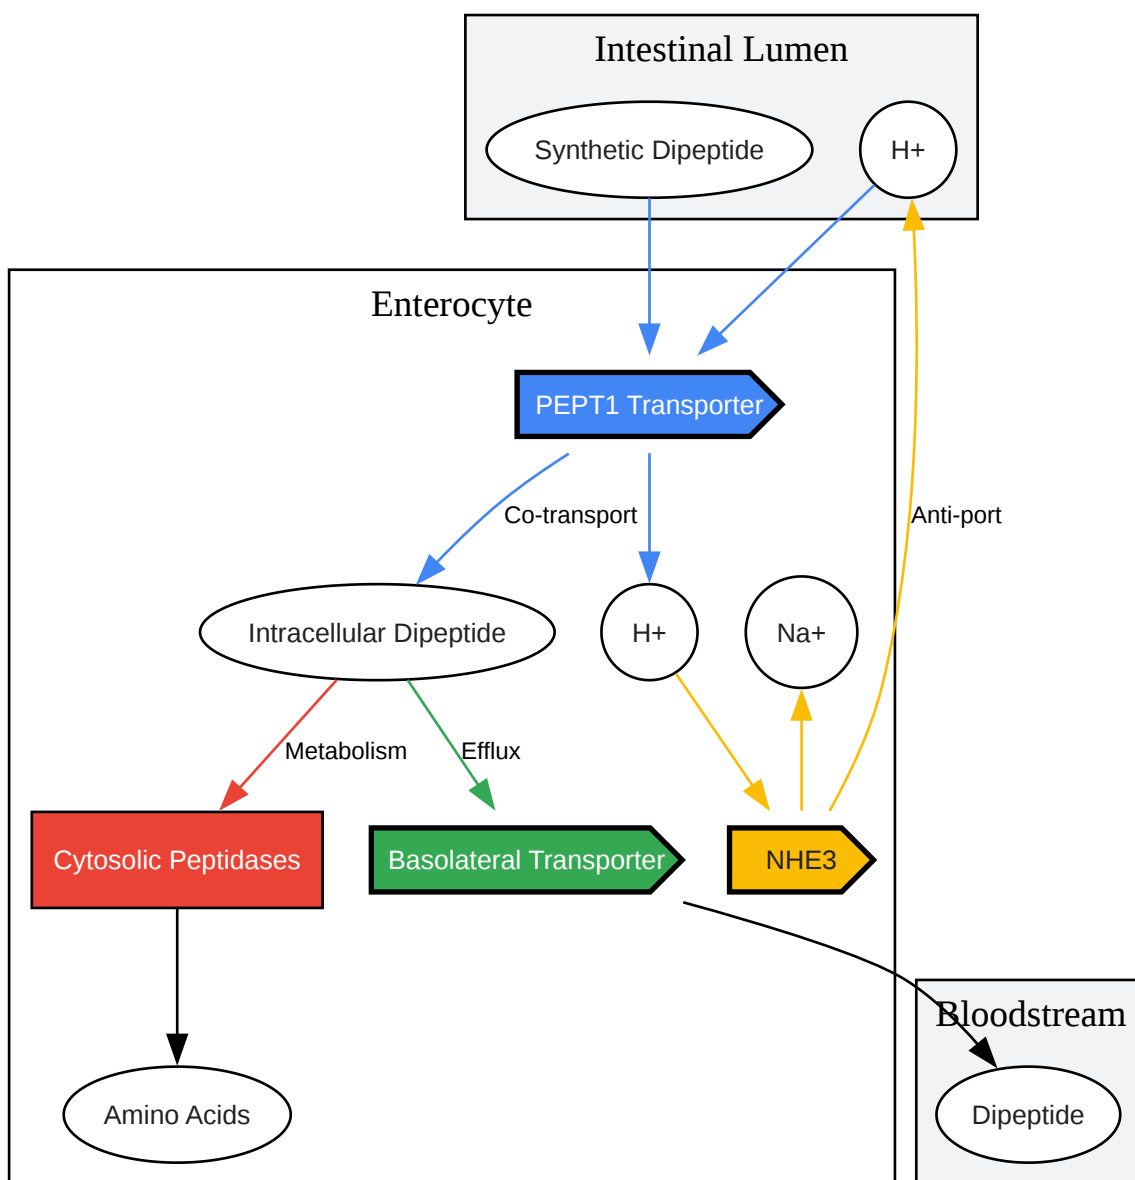 Intestinal Lumen
Synthetic Dipeptide
H+
Enterocyte
PEPT1 Transporter
Co-transport
Anti-port
Intracellular Dipeptide
H+
Na+
Metabolism
Efflux
Cytosolic Peptidases
Basolateral Transporter
NHE3
Bloodstream
Amino Acids
Dipeptide